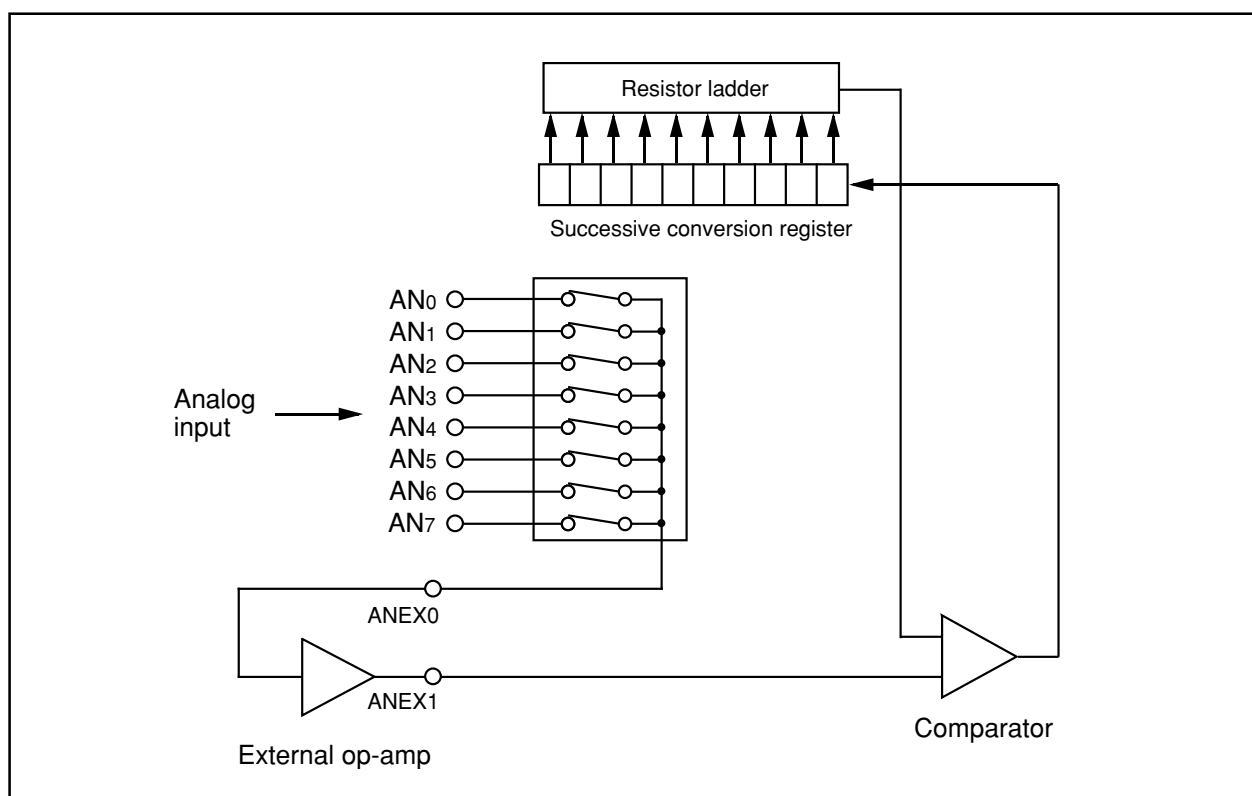 Resistor ladder
Successive conversion register
AN0
AN1
AN2
AN3
AN4
AN5
AN6
AN7
Analog
input
ANEX0
ANEX1
External op-amp
Comparator